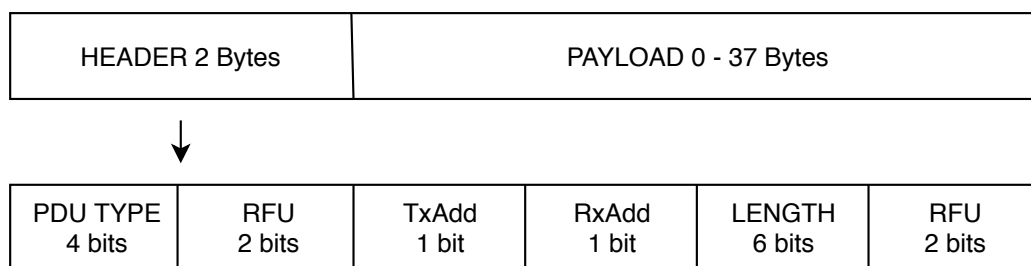 HEADER 2 Bytes
PAYLOAD 0 - 37 Bytes
PDU TYPE
4 bits
RFU
2 bits
TxAdd
1 bit
RxAdd
1 bit
LENGTH
6 bits
RFU
2 bits